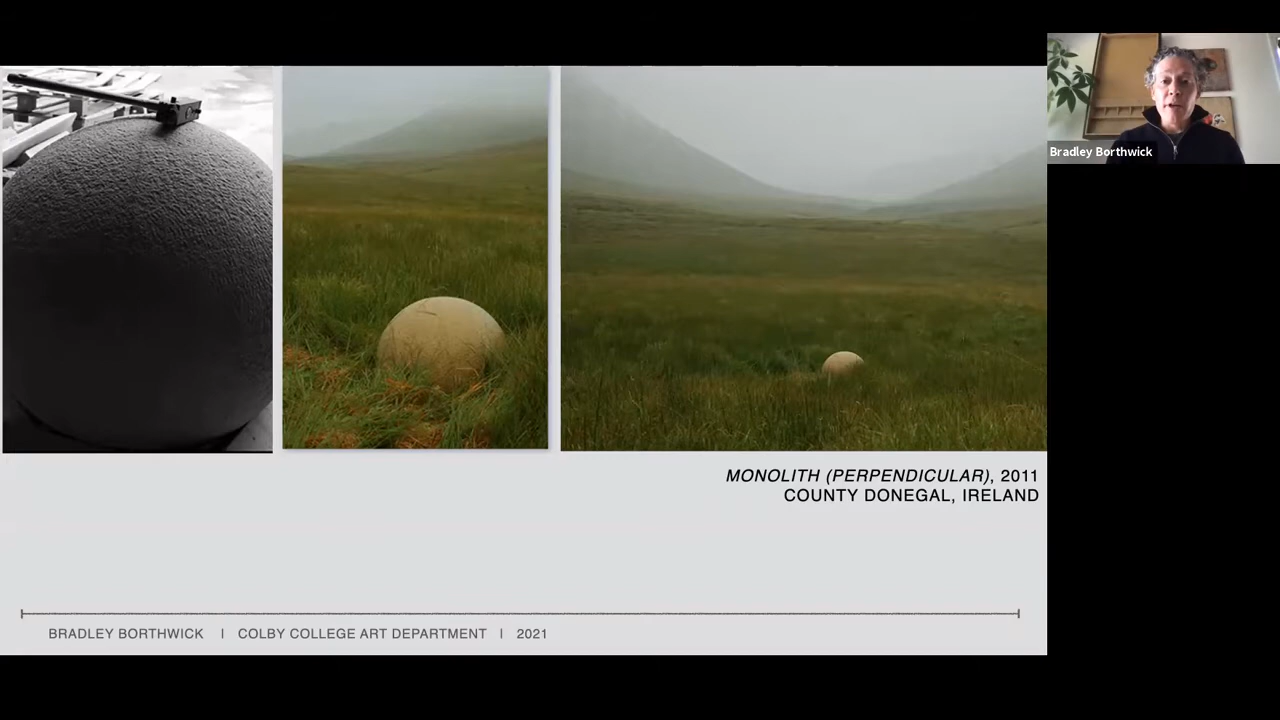 Bradley Borthwick
MONOLITH (PERPENDICULAR), 2011
COUNTY DONEGAL, IRELAND
BRADLEY BORTHWICK | COLBY COLLEGE ART DEPARTMENT | 2021